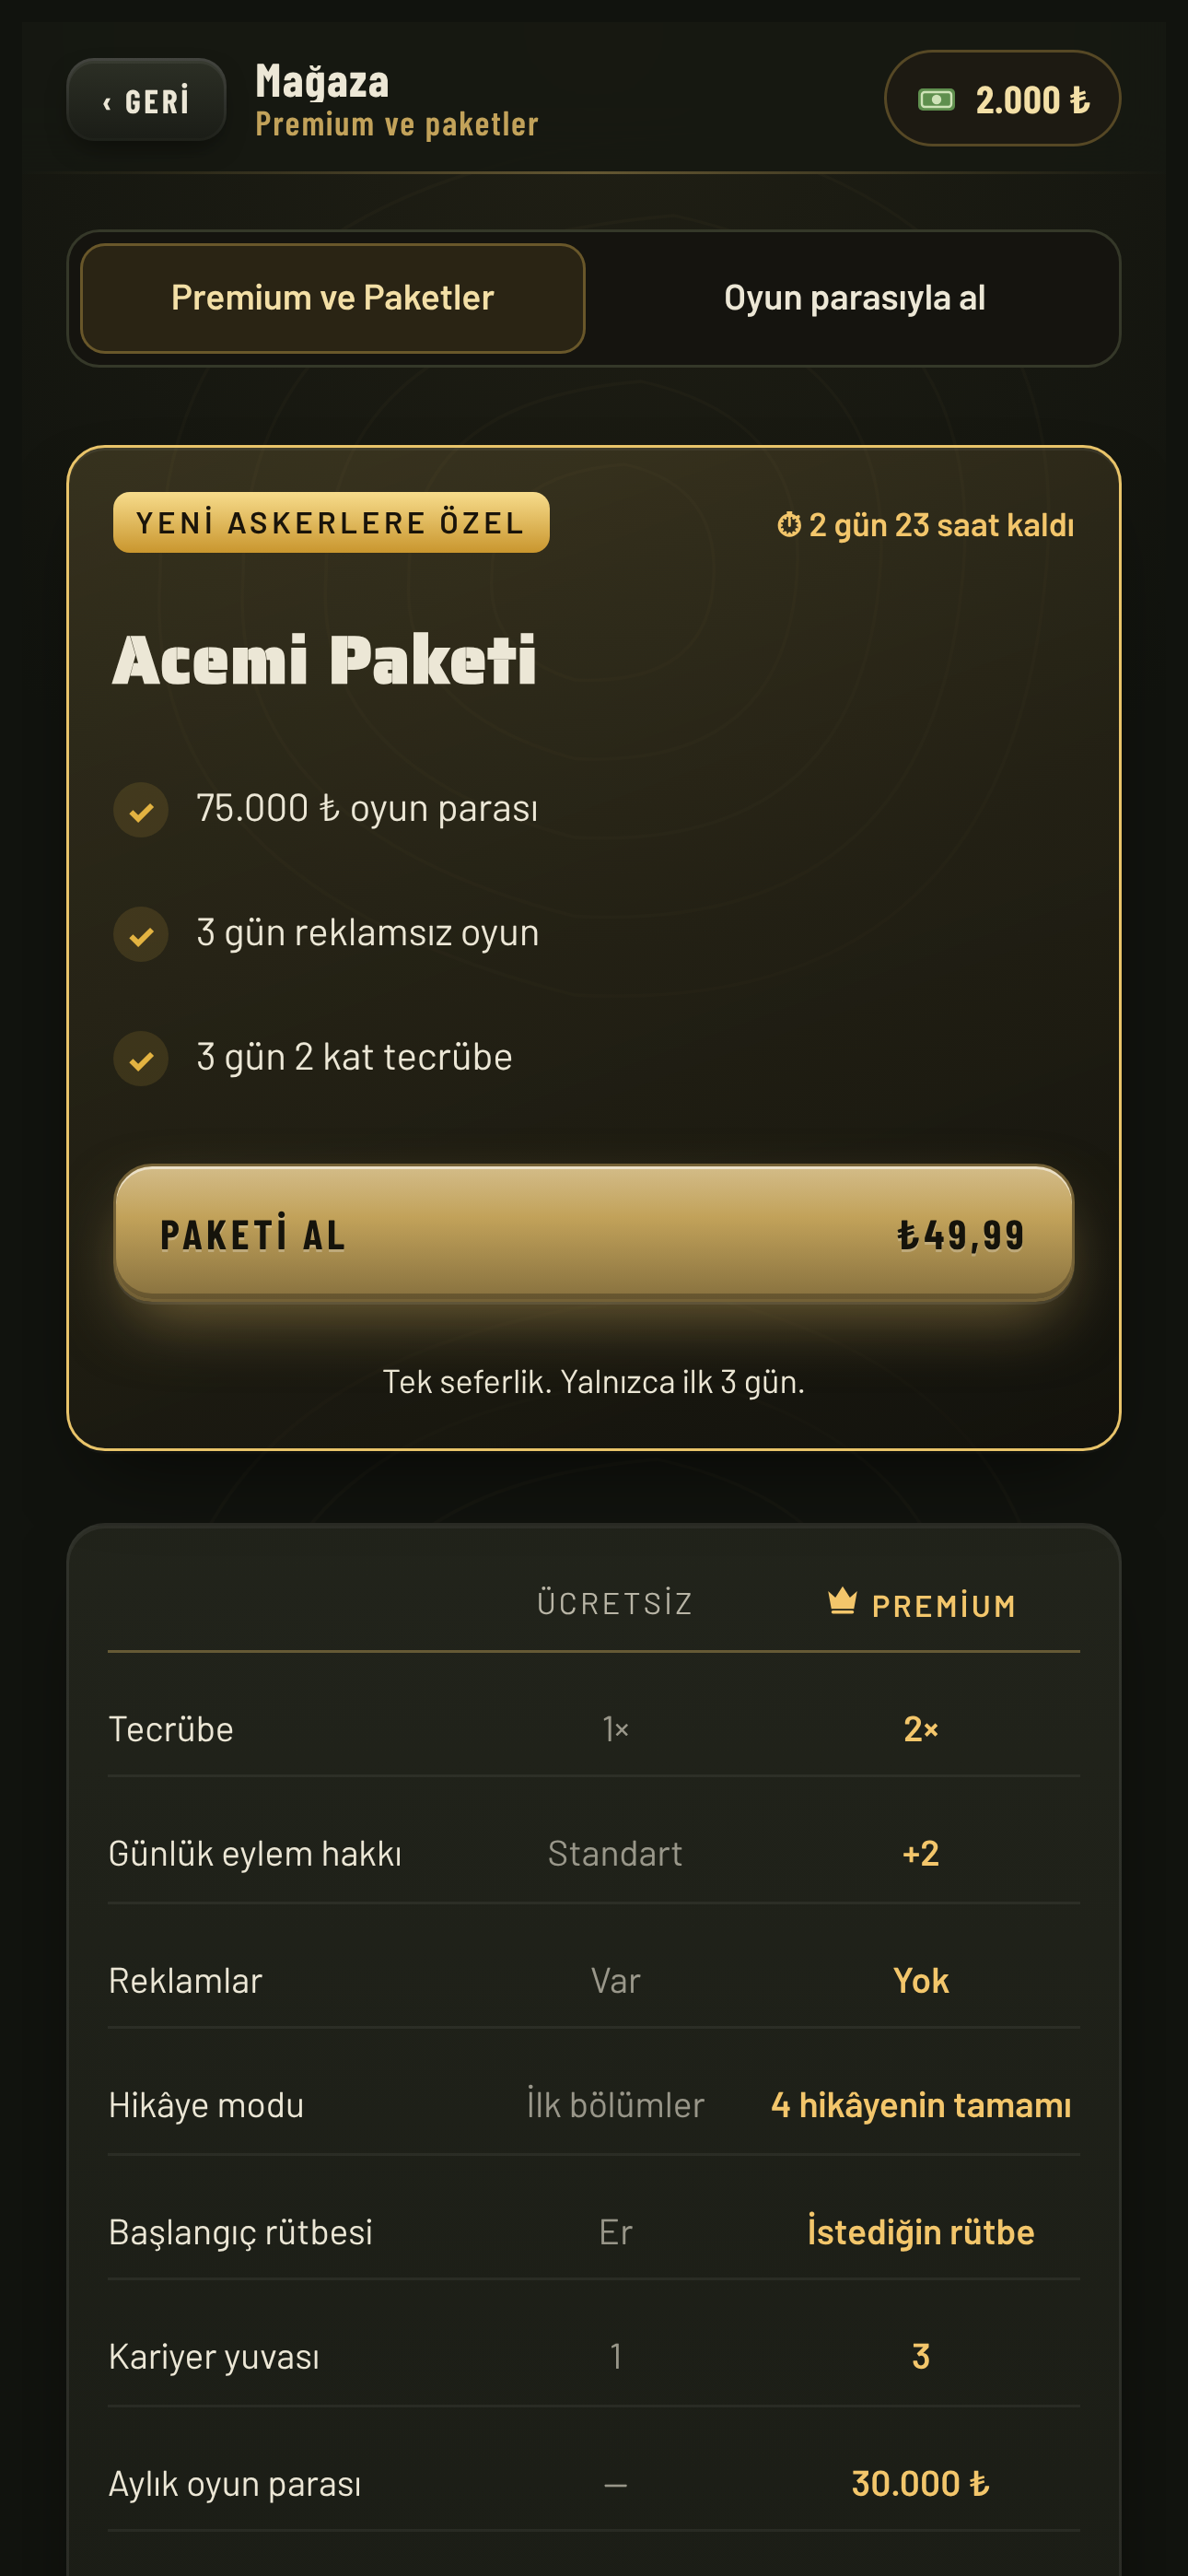 ‹ GERİ
Mağaza
Premium ve paketler
2.000 ₺
Premium ve Paketler
Oyun parasıyla al
YENİ ASKERLERE ÖZEL
⏱ 2 gün 23 saat kaldı
Acemi Paketi
✓ 75.000 ₺ oyun parası
✓ 3 gün reklamsız oyun
✓ 3 gün 2 kat tecrübe
PAKETİ AL ₺49,99
Tek seferlik. Yalnızca ilk 3 gün.
ÜCRETSİZ PREMİUM
Tecrübe 1× 2×
Günlük eylem hakkı Standart +2
Reklamlar Var Yok
Hikâye modu İlk bölümler 4 hikâyenin tamamı
Başlangıç rütbesi Er İstediğin rütbe
Kariyer yuvası 1 3
Aylık oyun parası — 30.000 ₺